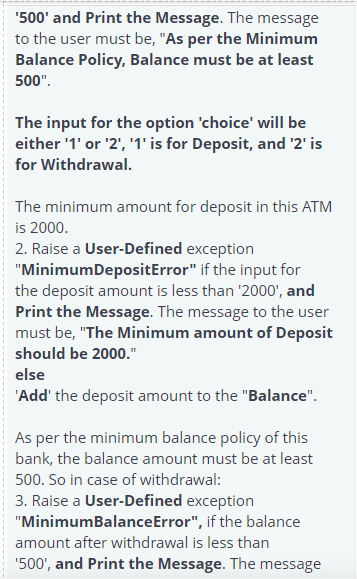 '500' and Print the Message. The message
to the user must be, "As per the Minimum
Balance Policy, Balance must be at least
500".
The input for the option 'choice' will be
either '1' or '2', '1' is for Deposit, and '2' is
for Withdrawal.
The minimum amount for deposit in this ATM
is 2000.
2. Raise a User-Defined exception
"MinimumDepositError" if the input for
the deposit amount is less than '2000', and
Print the Message. The message to the user
must be, "The Minimum amount of Deposit
should be 2000."
else
'Add' the deposit amount to the "Balance".
As per the minimum balance policy of this
bank, the balance amount must be at least
500. So in case of withdrawal:
3. Raise a User-Defined exception
"MinimumBalanceError", if the balance
amount after withdrawal is less than
'500', and Print the Message. The message